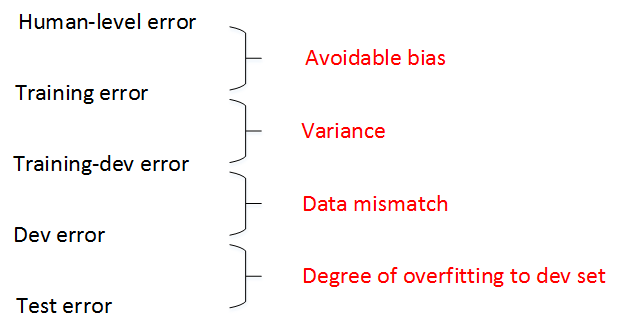 Human-level error
Avoidable bias
Training error
Variance
Training-dev error
Data mismatch
Dev error
Degree of overfitting to dev set
Test error